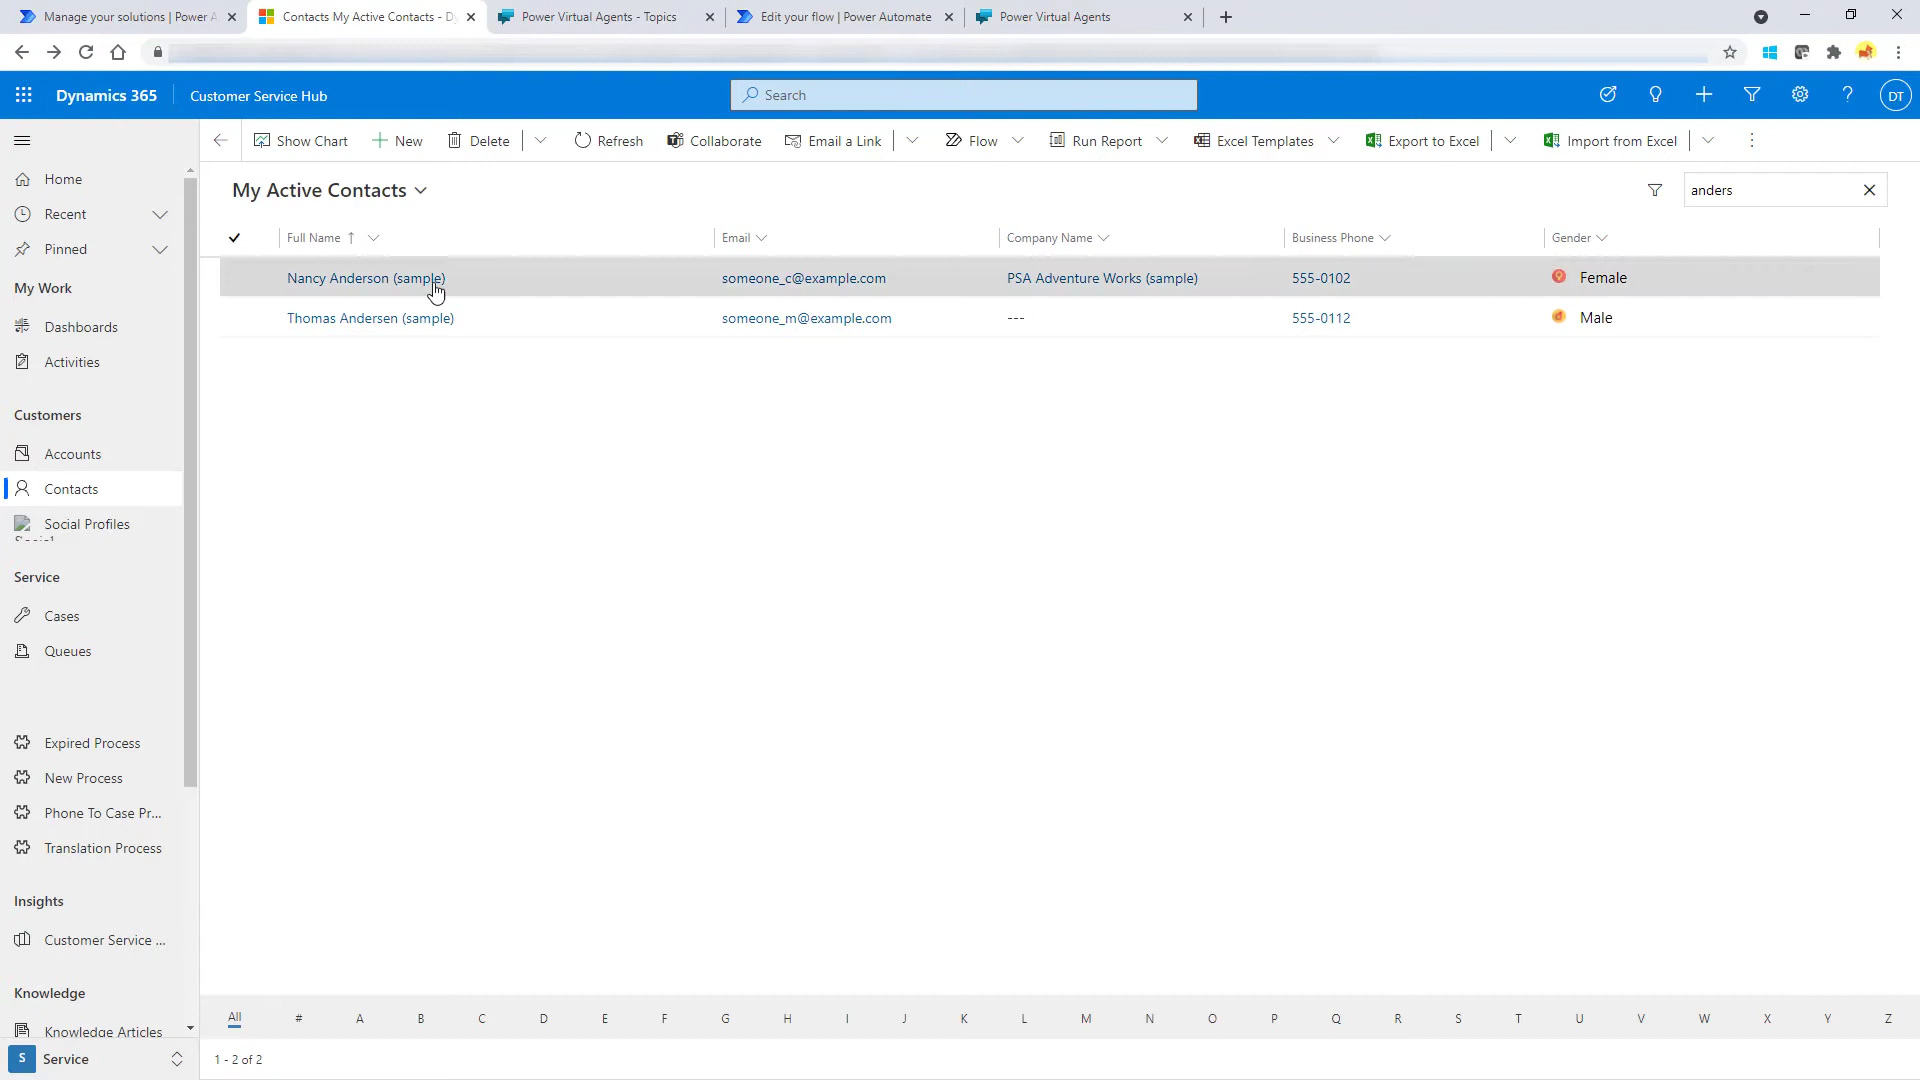 Manage your solutions | Power A
Contacts My Active Contacts - Dy
Power Virtual Agents - Topics
Edit your flow | Power Automate
Power Virtual Agents
Dynamics 365
Customer Service Hub
Search
DT
Show Chart
New
Delete
Refresh
Collaborate
Email a Link
Flow
Run Report
Excel Templates
Export to Excel
Import from Excel
Home
Recent
Pinned
My Work
Dashboards
Activities
Customers
Accounts
Contacts
Social Profiles
Service
Cases
Queues
Expired Process
New Process
Phone To Case Pr...
Translation Process
Insights
Customer Service ...
Knowledge
Knowledge Articles
S Service
My Active Contacts
anders
Full Name Email Company Name Business Phone Gender
Nancy Anderson (sample) someone_c@example.com PSA Adventure Works (sample) 555-0102 Female
Thomas Andersen (sample) someone_m@example.com --- 555-0112 Male
All # A B C D E F G H I J K L M N O P Q R S T U V W X Y Z
1 - 2 of 2